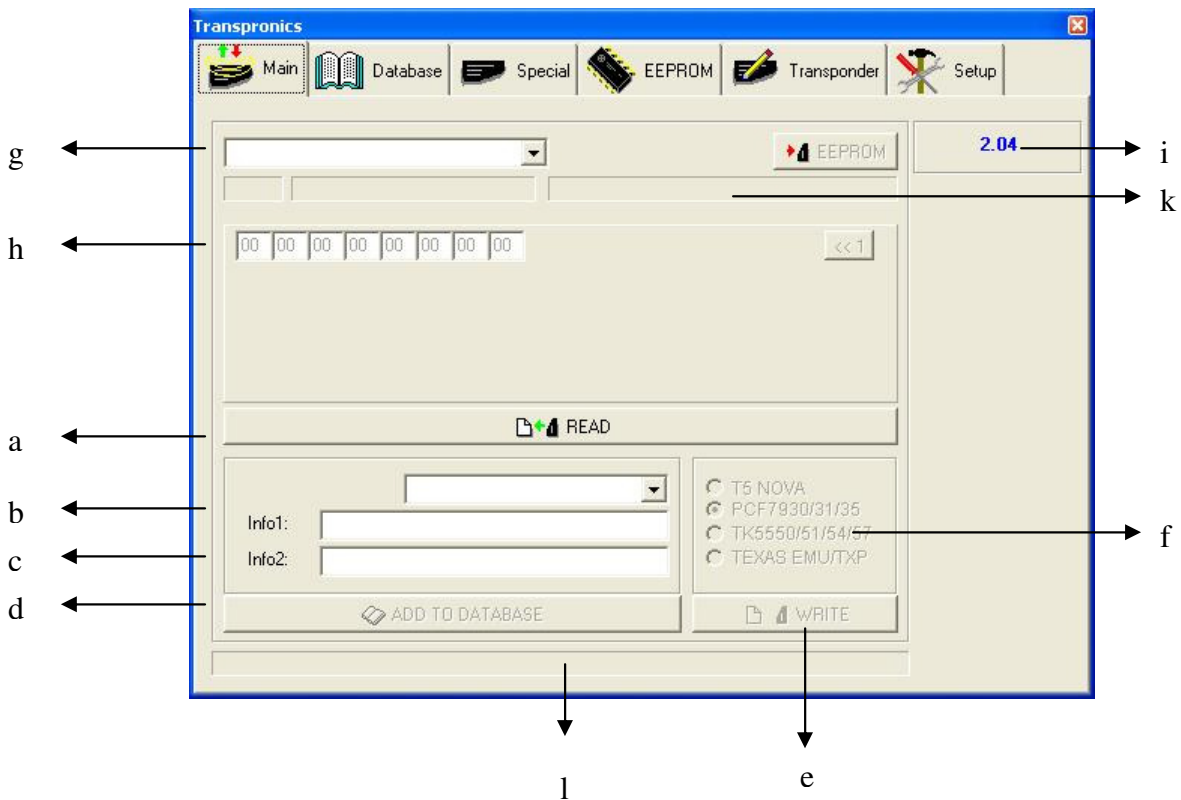 Transpronics
Main Database Special EEPROM Transponder Setup
g EEPROM 2.04 i
k
h 00 00 00 00 00 00 00 00 << 1
a READ
T5 NOVA
b PCF7930/31/35
Info1: TK5550/51/54/57 f
c Info2: TEXAS EMU/TXP
d ADD TO DATABASE WRITE
l e